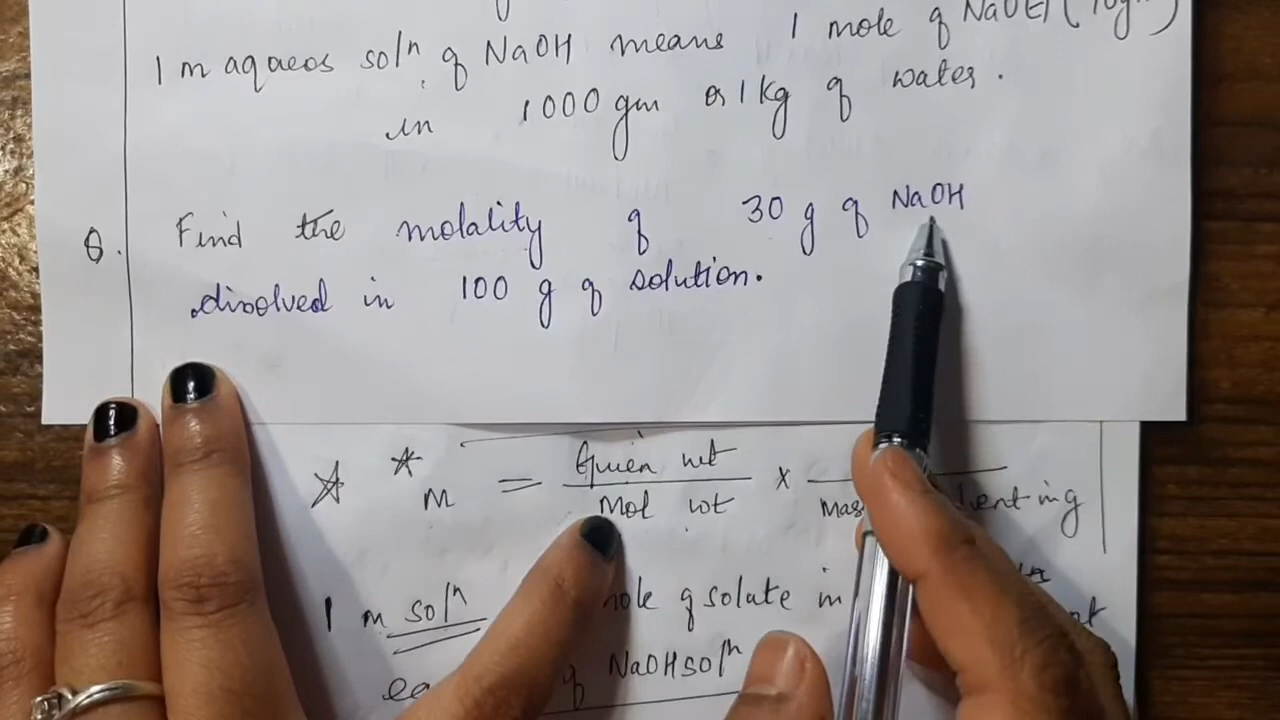 1 m aqaeos solⁿ of NaOH means 1 mole of NaOH (
in 1000 gm or 1 kg of water.
Q. Find the molality of 30 g of NaOH
dissolved in 100 g of solution.
m = Given wt / Mol wt ×
1 m solⁿ mole of solute in
of NaOH solⁿ